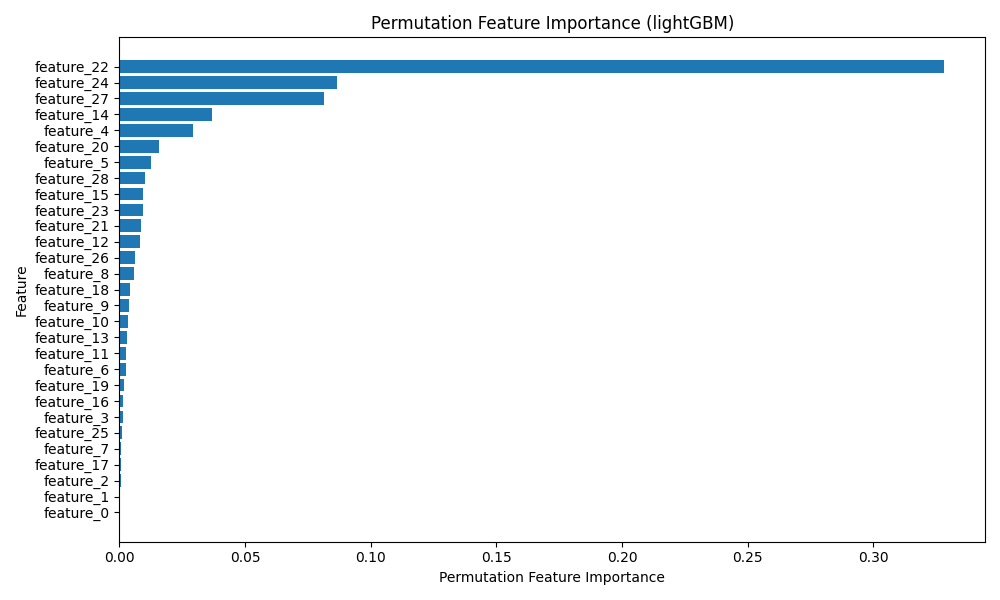 Permutation Feature Importance (lightGBM)
Feature
feature_22
feature_24
feature_27
feature_14
feature_4
feature_20
feature_5
feature_28
feature_15
feature_23
feature_21
feature_12
feature_26
feature_8
feature_18
feature_9
feature_10
feature_13
feature_11
feature_6
feature_19
feature_16
feature_3
feature_25
feature_7
feature_17
feature_2
feature_1
feature_0
0.00 0.05 0.10 0.15 0.20 0.25 0.30
Permutation Feature Importance